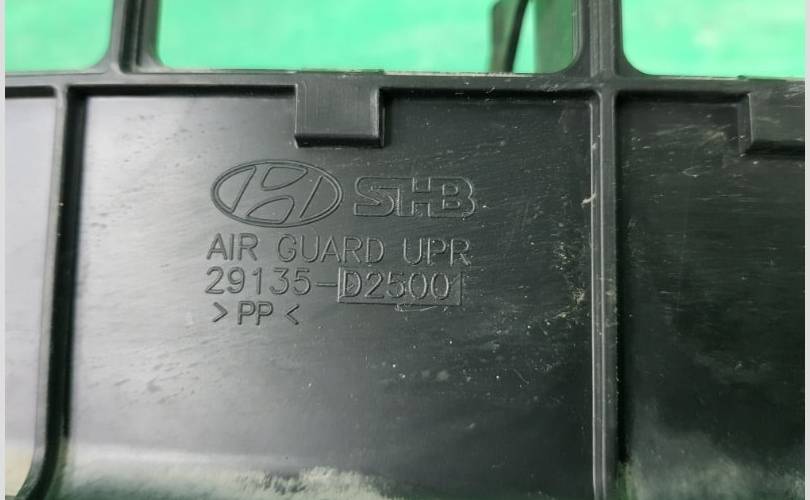 SHB
AIR GUARD UPR
29135-D2500
>PP<